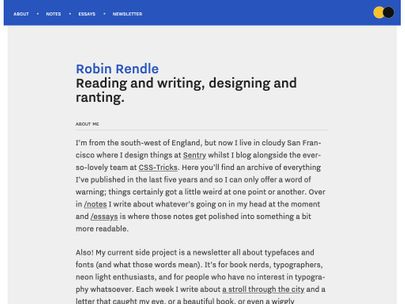 ABOUT • NOTES • ESSAYS • NEWSLETTER
Robin Rendle
Reading and writing, designing and
ranting.
ABOUT ME
I'm from the south-west of England, but now I live in cloudy San Fran-
cisco where I design things at Sentry whilst I blog alongside the ever-
so-lovely team at CSS-Tricks. Here you'll find an archive of everything
I've published in the last five years and so I can only offer a word of
warning; things certainly got a little weird at one point or another. Over
in /notes I write about whatever's going on in my head at the moment
and /essays is where those notes get polished into something a bit
more readable.
Also! My current side project is a newsletter all about typefaces and
fonts (and what those words mean). It's for book nerds, typographers,
neon light enthusiasts, and for people who have no interest in typogra-
phy whatsoever. Each week I write about a stroll through the city and a
letter that caught my eye, or a beautiful book, or even a wiggly